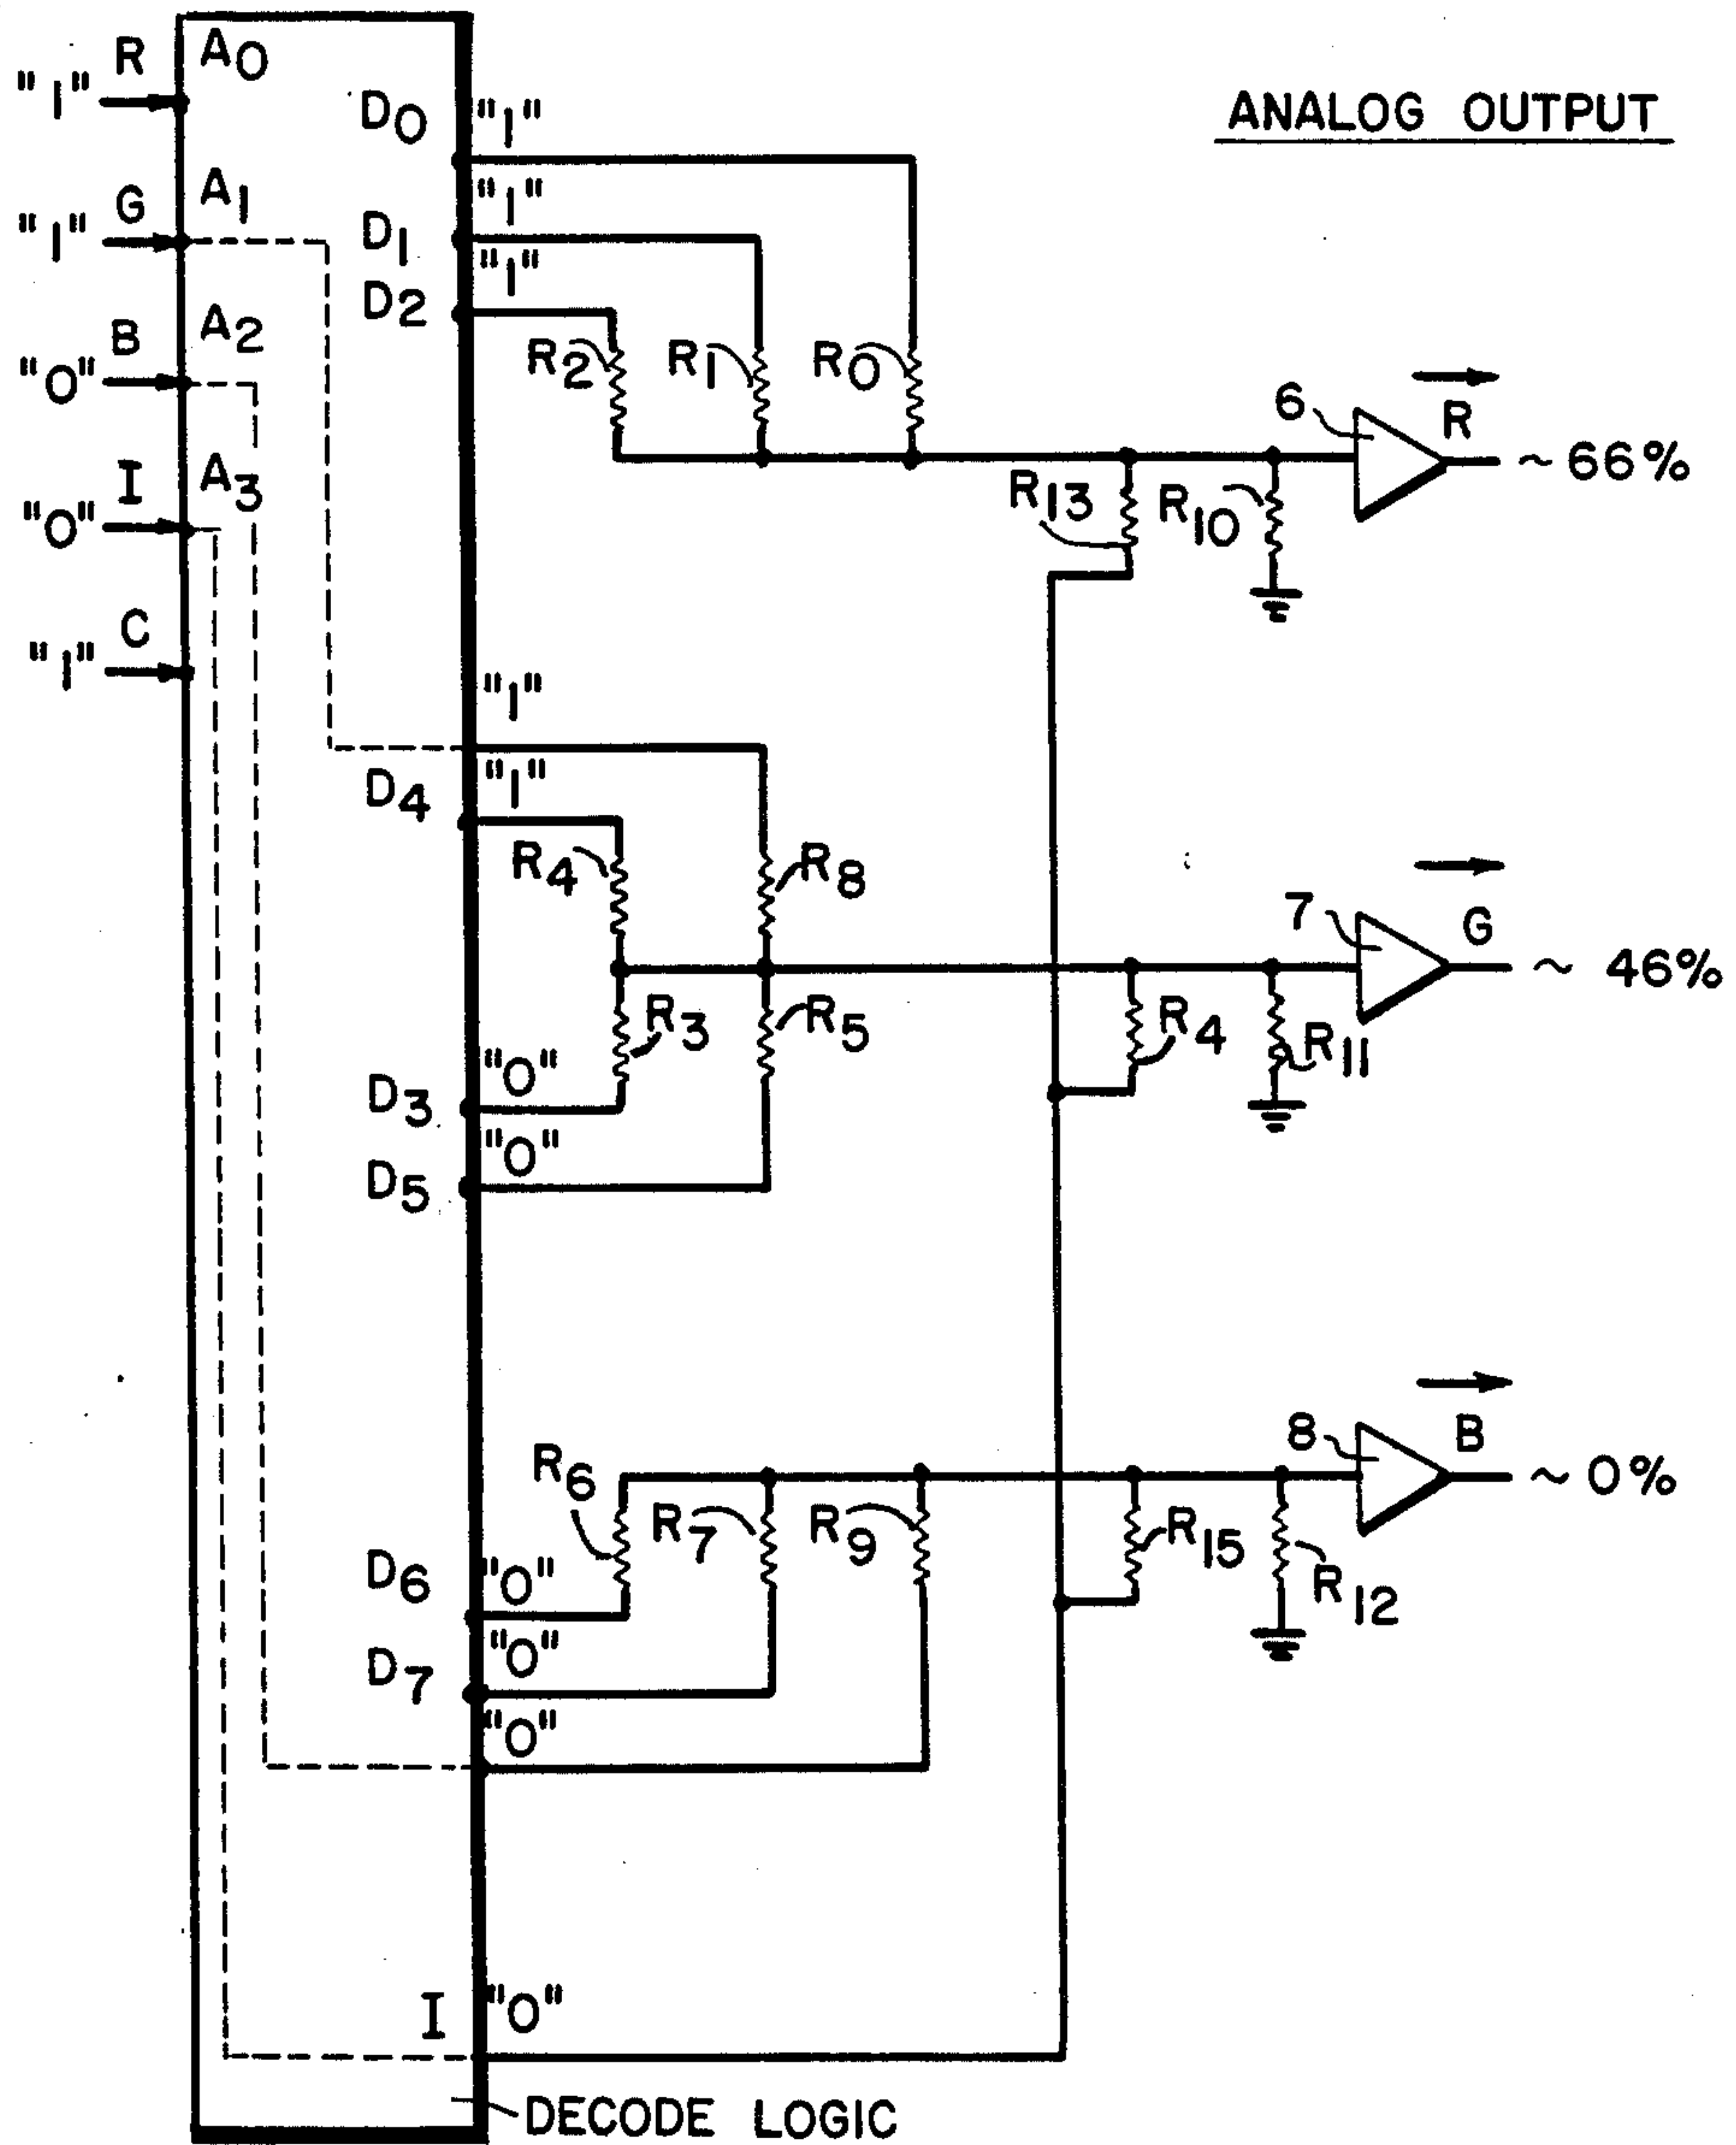 ANALOG OUTPUT
R A0
"1"
D0 "1"
G A1
"1"
D1 "1"
D2 "1"
B A2
"0"
R2 R1 R0
I A3
"0"
6 R ~ 66%
R13 R10
C
"1"
"1"
D4 "1"
R4 R8
7 G ~ 46%
R3 R5 R4 R11
D3 "0"
D5 "0"
8 B ~ 0%
R6 R7 R9 R15 R12
D6 "0"
D7 "0"
"0"
I "0"
DECODE LOGIC